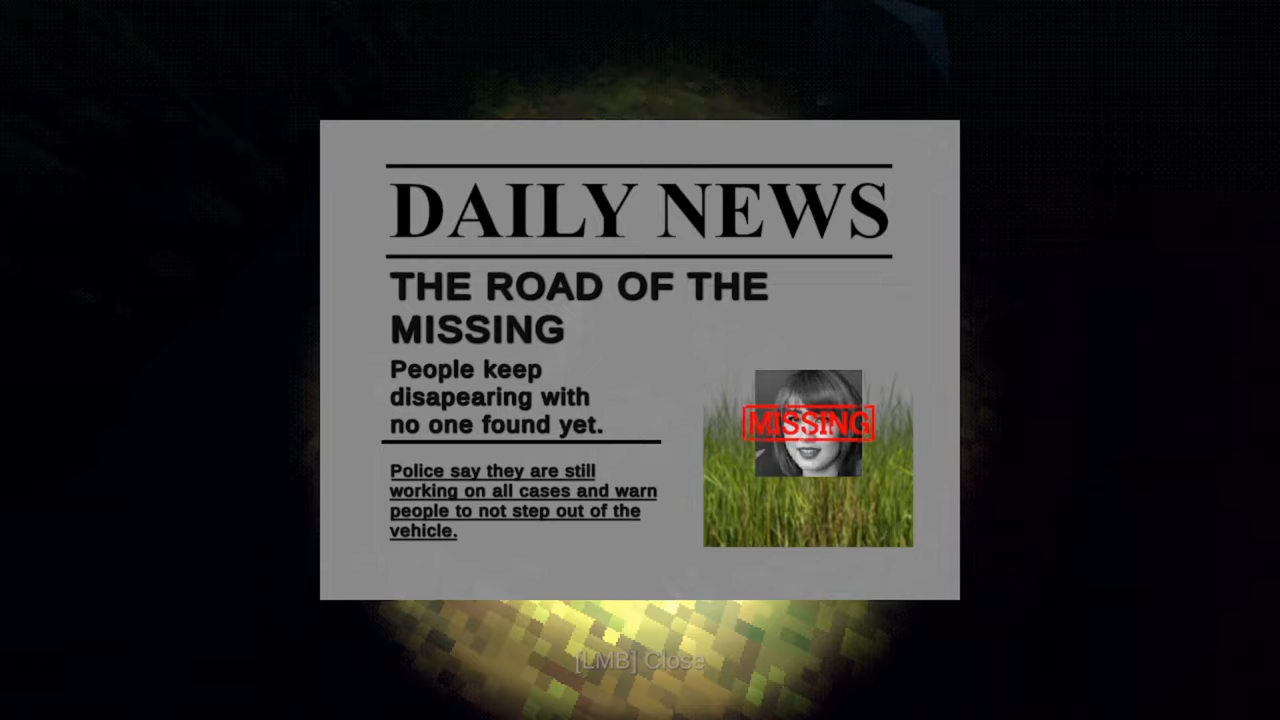 DAILY NEWS
THE ROAD OF THE
MISSING
People keep
disapearing with
no one found yet.
Police say they are still
working on all cases and warn
people to not step out of the
vehicle.
MISSING
[LMB] Close